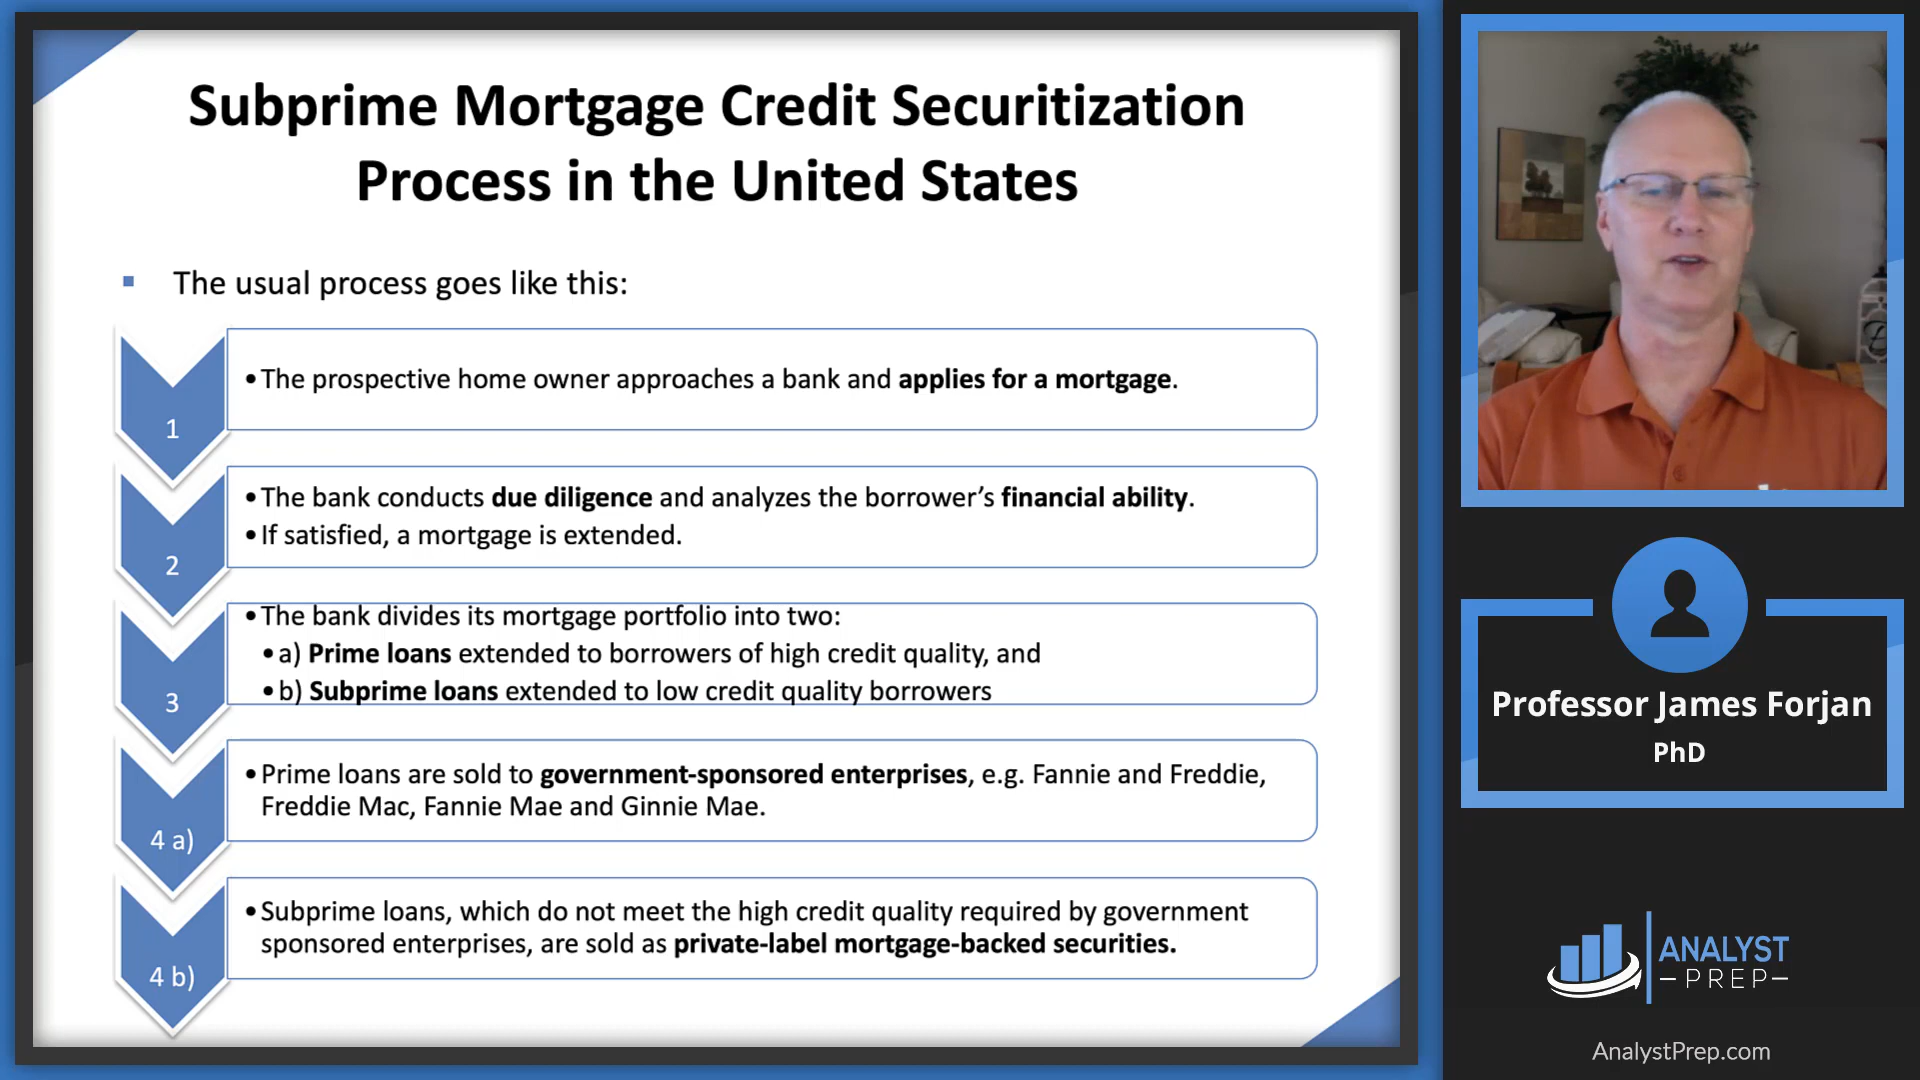 Subprime Mortgage Credit Securitization
Process in the United States
▪ The usual process goes like this:
1
•The prospective home owner approaches a bank and applies for a mortgage.
2
•The bank conducts due diligence and analyzes the borrower’s financial ability.
•If satisfied, a mortgage is extended.
3
•The bank divides its mortgage portfolio into two:
•a) Prime loans extended to borrowers of high credit quality, and
•b) Subprime loans extended to low credit quality borrowers
4 a)
•Prime loans are sold to government-sponsored enterprises, e.g. Fannie and Freddie,
Freddie Mac, Fannie Mae and Ginnie Mae.
4 b)
•Subprime loans, which do not meet the high credit quality required by government
sponsored enterprises, are sold as private-label mortgage-backed securities.
Professor James Forjan
PhD
ANALYST
PREP
AnalystPrep.com